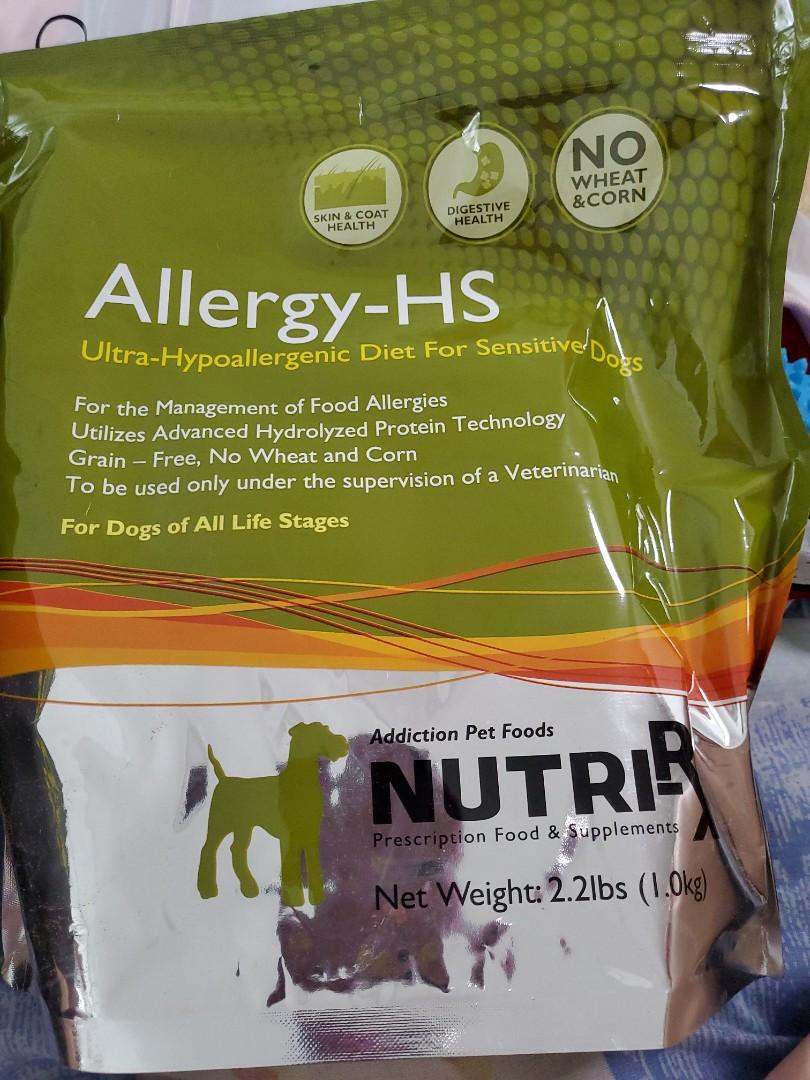 SKIN & COAT
HEALTH
DIGESTIVE
HEALTH
NO
WHEAT
&CORN
Allergy-HS
Ultra-Hypoallergenic Diet For Sensitive Dogs
For the Management of Food Allergies
Utilizes Advanced Hydrolyzed Protein Technology
Grain – Free, No Wheat and Corn
To be used only under the supervision of a Veterinarian
For Dogs of All Life Stages
Addiction Pet Foods
NUTRIRx
Prescription Food & Supplements
Net Weight: 2.2lbs (1.0kg)